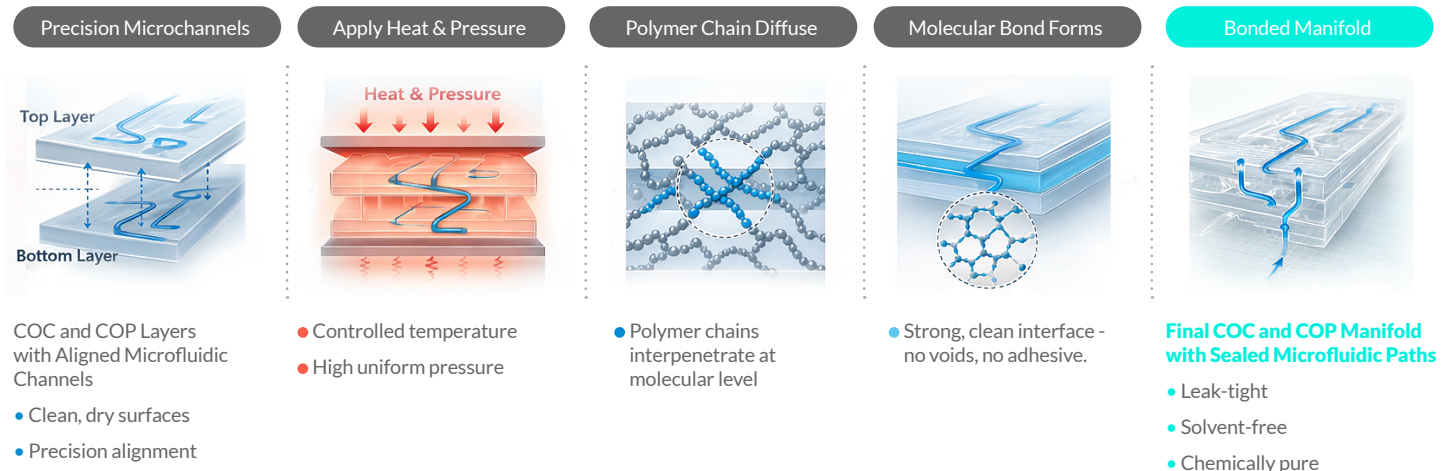 Precision Microchannels
Apply Heat & Pressure
Polymer Chain Diffuse
Molecular Bond Forms
Bonded Manifold
Top Layer
Bottom Layer
Heat & Pressure
COC and COP Layers
with Aligned Microfluidic
Channels
• Clean, dry surfaces
• Precision alignment
• Controlled temperature
• High uniform pressure
• Polymer chains
interpenetrate at
molecular level
• Strong, clean interface -
no voids, no adhesive.
Final COC and COP Manifold
with Sealed Microfluidic Paths
• Leak-tight
• Solvent-free
• Chemically pure